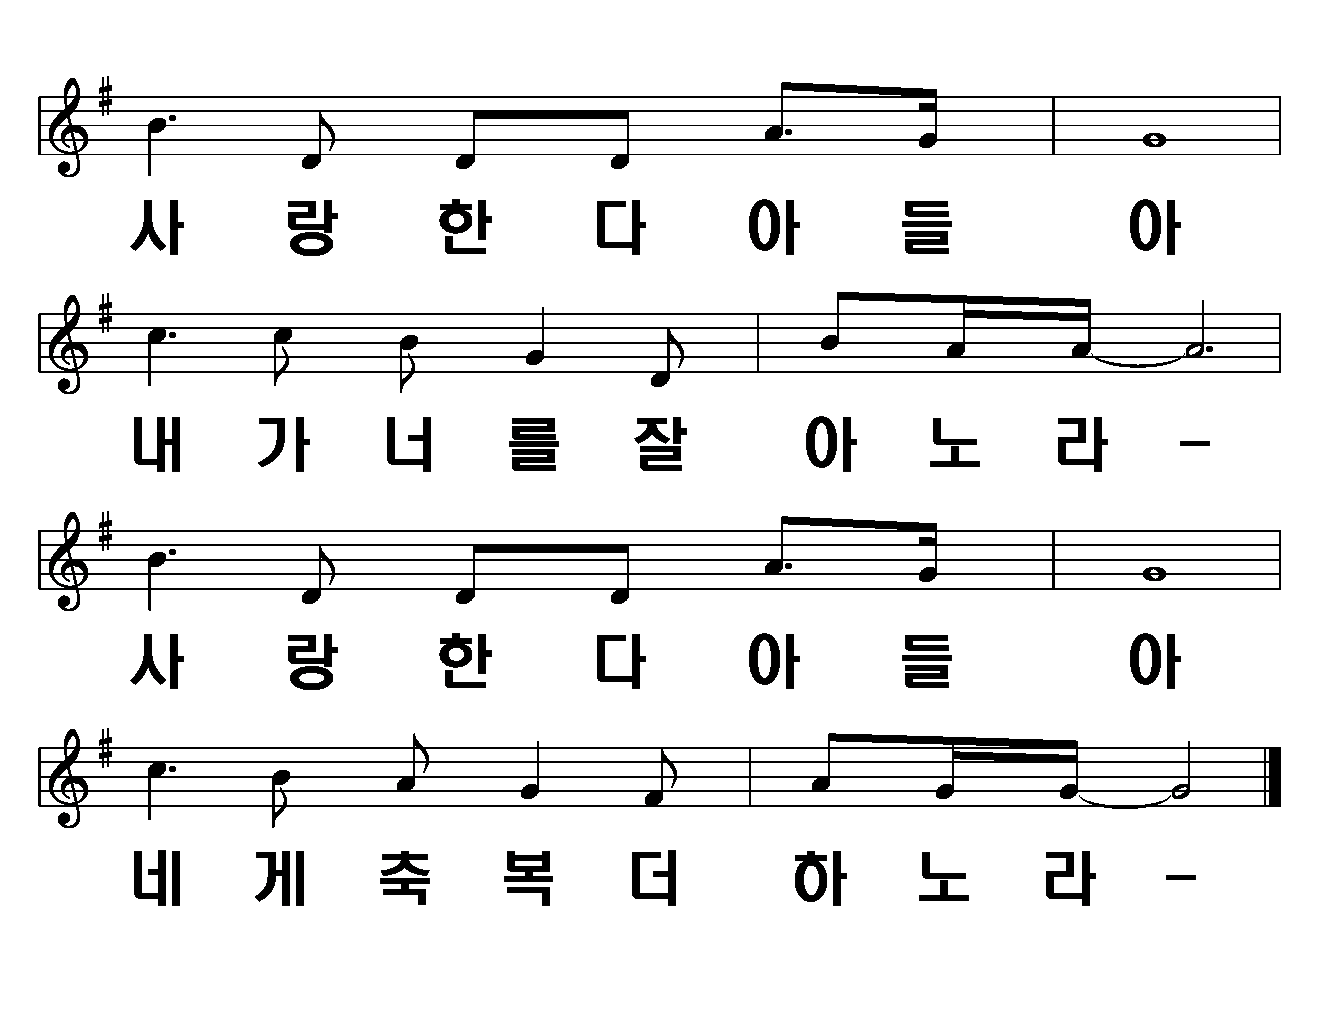 사 랑 한 다 아 들 아
내 가 너 를 잘 아 노 라 -
사 랑 한 다 아 들 아
네 게 축 복 더 하 노 라 -